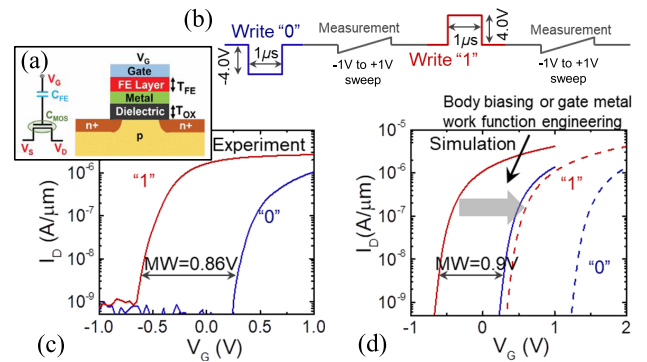 (b)
Write "0"
-4.0V
1μs
Measurement
-1V to +1V
sweep
Write "1"
1μs
4.0V
Measurement
-1V to +1V
sweep
(a)
V_G
C_FE
C_MOS
V_S
V_D
V_G
Gate
FE Layer
Metal
Dielectric
T_FE
T_OX
n+
n+
p
Body biasing or gate metal
work function engineering
Experiment
"1"
"0"
MW=0.86V
10^-6
10^-7
10^-8
10^-9
I_D (A/μm)
-1.0
-0.5
0.0
0.5
1.0
V_G (V)
(c)
Simulation
"1"
"0"
MW=0.9V
10^-5
10^-6
10^-7
10^-8
10^-9
I_D (A/μm)
-1
0
1
2
V_G (V)
(d)